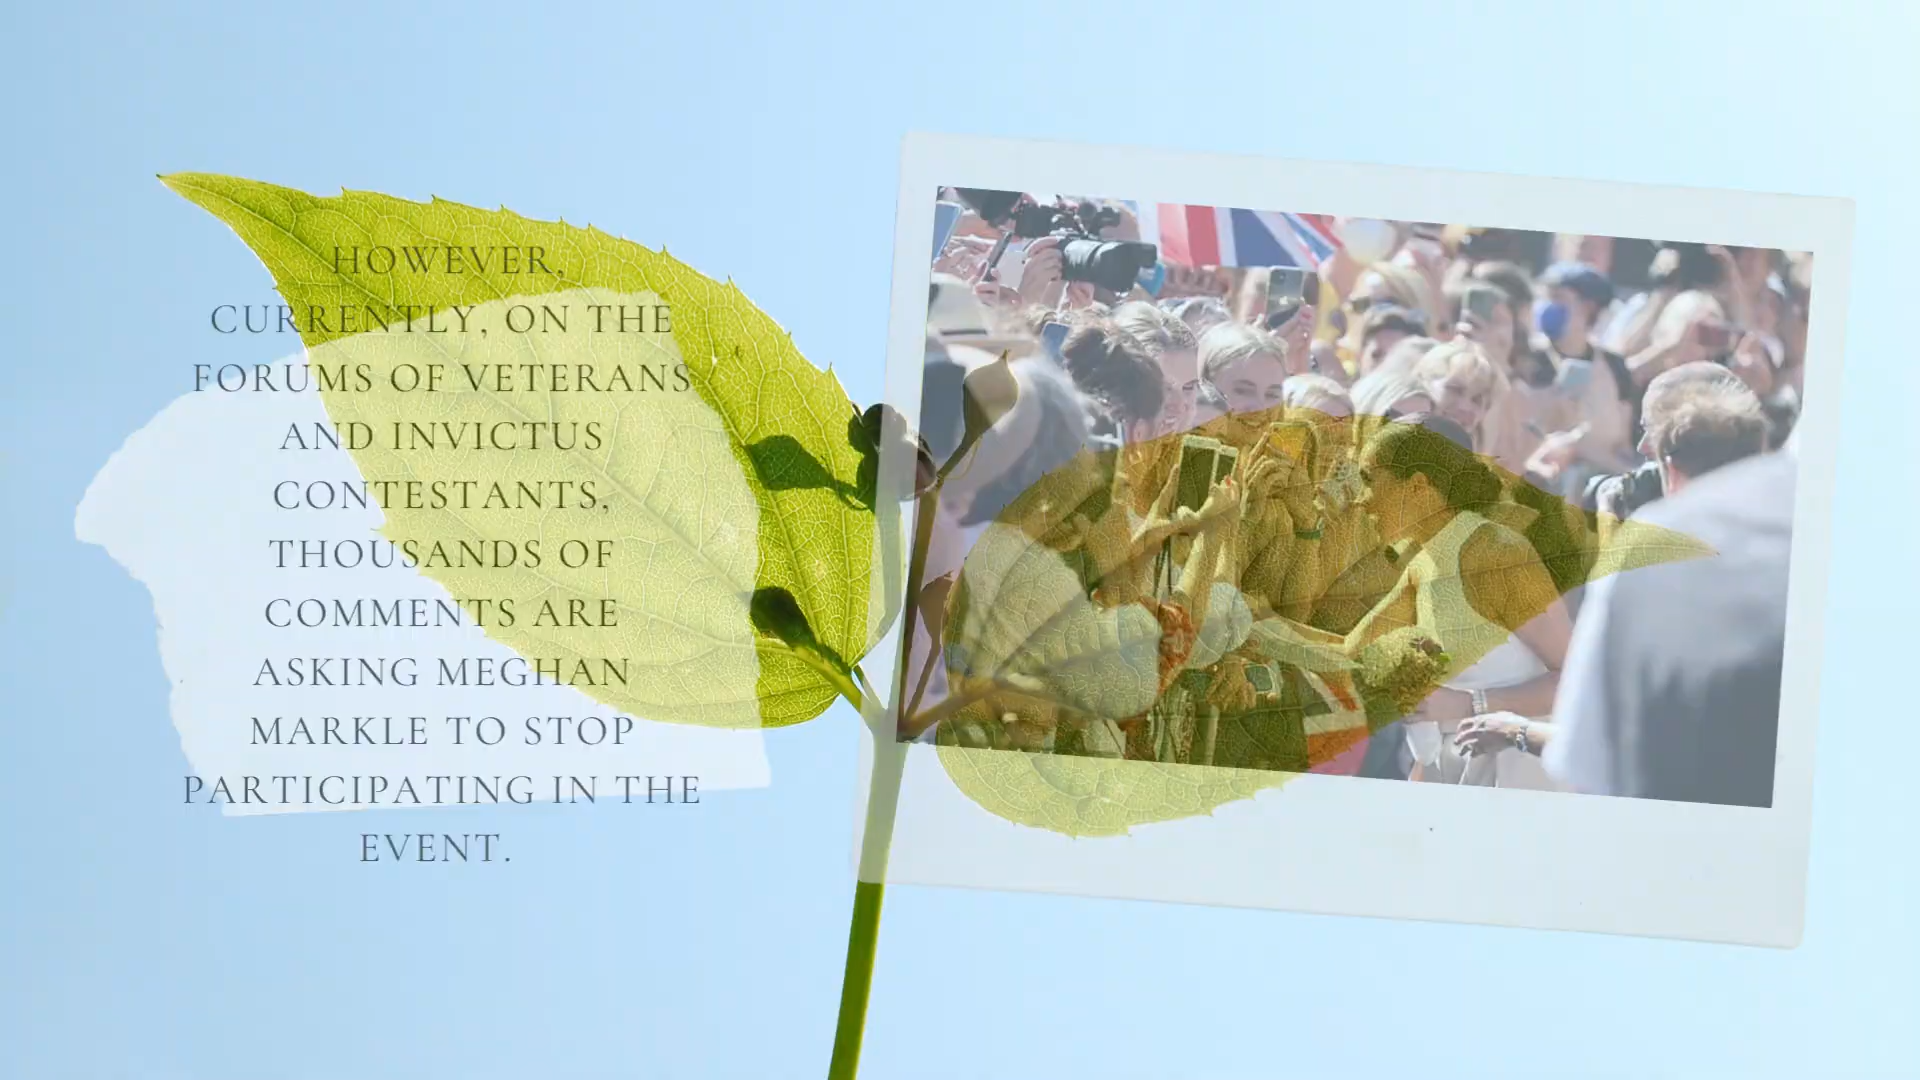 HOWEVER,
CURRENTLY, ON THE
FORUMS OF VETERANS
AND INVICTUS
CONTESTANTS,
THOUSANDS OF
COMMENTS ARE
ASKING MEGHAN
MARKLE TO STOP
PARTICIPATING IN THE
EVENT.